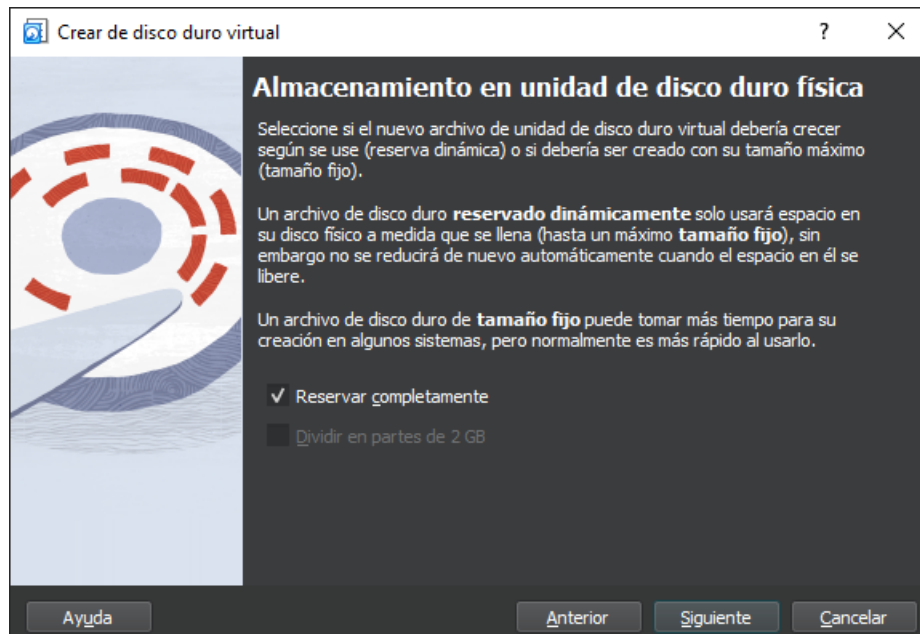 Crear de disco duro virtual
?
Almacenamiento en unidad de disco duro física
Seleccione si el nuevo archivo de unidad de disco duro virtual debería crecer
según se use (reserva dinámica) o si debería ser creado con su tamaño máximo
(tamaño fijo).
Un archivo de disco duro reservado dinámicamente solo usará espacio en
su disco físico a medida que se llena (hasta un máximo tamaño fijo), sin
embargo no se reducirá de nuevo automáticamente cuando el espacio en él se
libere.
Un archivo de disco duro de tamaño fijo puede tomar más tiempo para su
creación en algunos sistemas, pero normalmente es más rápido al usarlo.
Reservar completamente
Dividir en partes de 2 GB
Ayuda Anterior Siguiente Cancelar